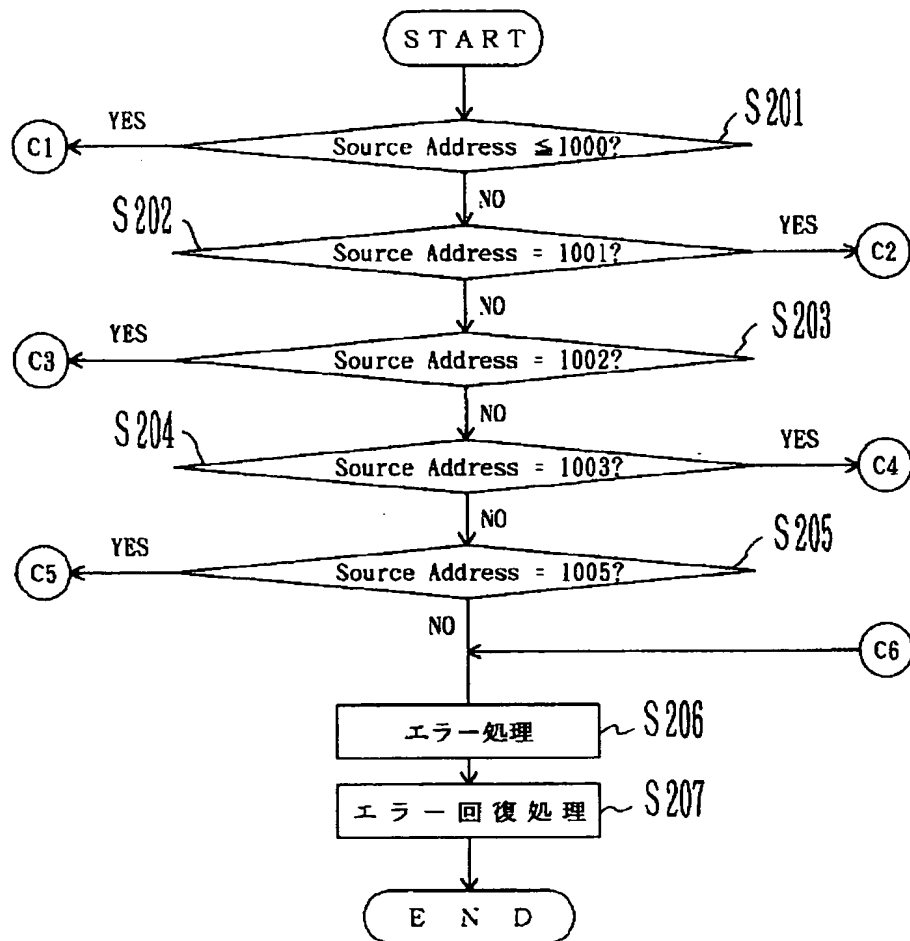 START
S201
YES
C1
Source Address ≦1000?
NO
S202
Source Address = 1001?
YES
C2
NO
S203
YES
C3
Source Address = 1002?
NO
S204
Source Address = 1003?
YES
C4
NO
S205
YES
C5
Source Address = 1005?
NO
C6
エラー処理
S206
エラー回復処理
S207
END